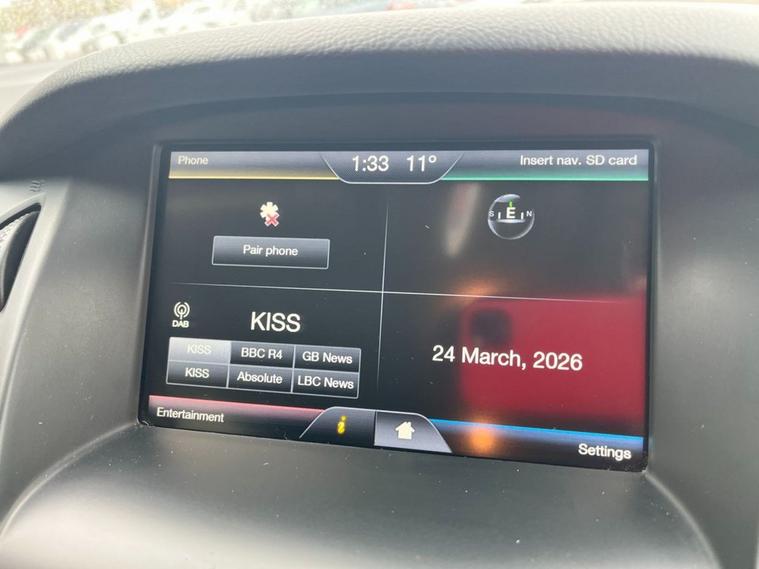 Phone
1:33 11°
Insert nav. SD card
Pair phone
S E N
DAB
KISS
KISS BBC R4 GB News
KISS Absolute LBC News
24 March, 2026
Entertainment
i
Settings